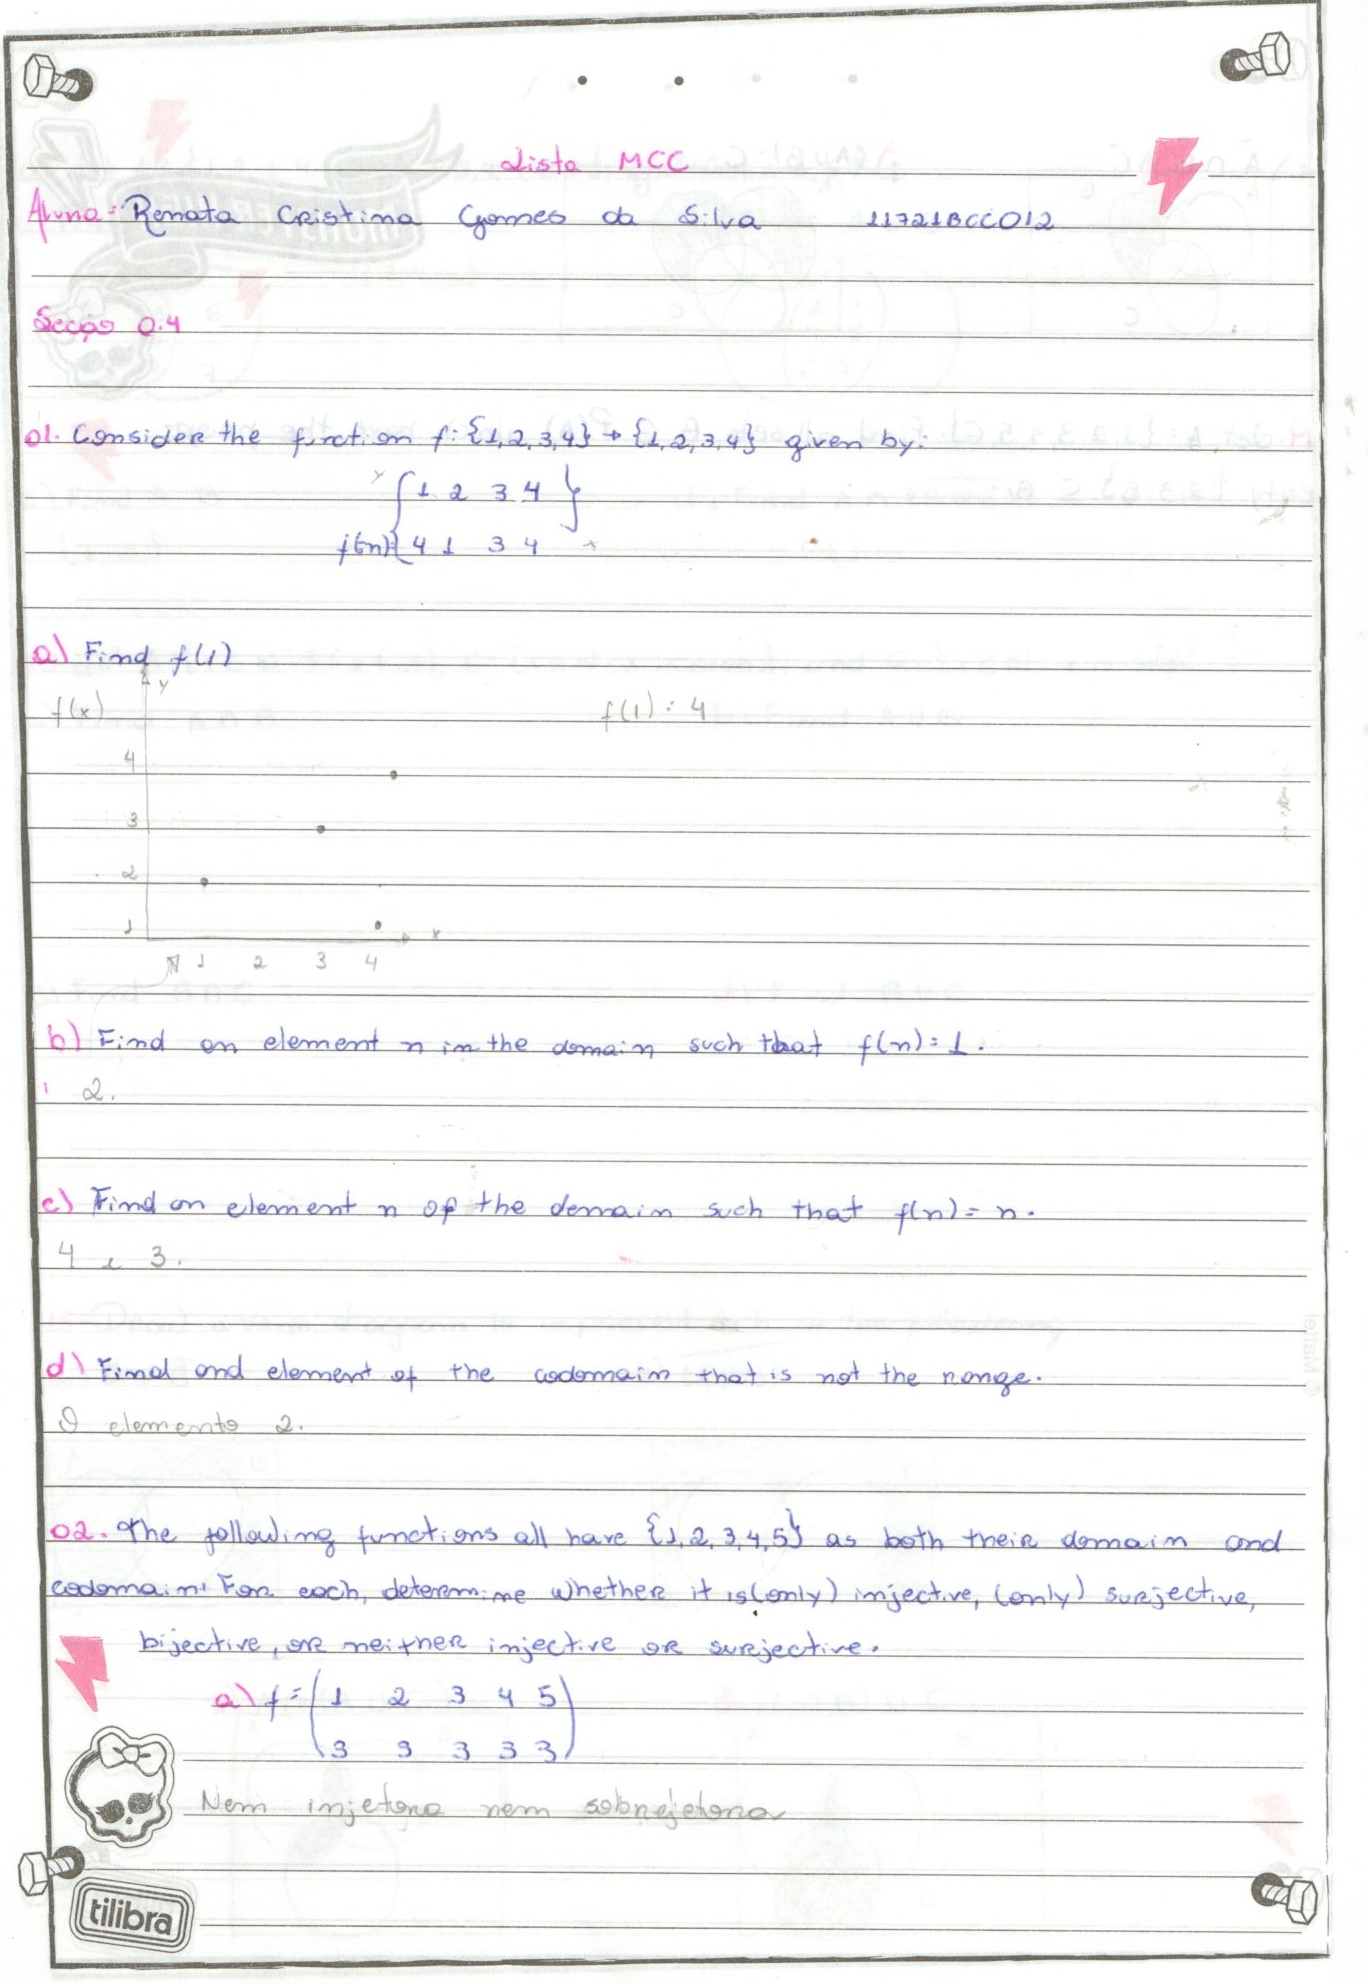 Lista MCC
Aluna: Renata Cristina Gomes da Silva 11721BCC012
Secção 0.4
01. Consider the function f: {1,2,3,4} → {1,2,3,4} given by:
y { 1 2 3 4 }
f(n)={ 4 1 3 4 x
a) Find f(1)
y
f(x) f(1) : 4
4
3
2
1 x
1 2 3 4
b) Find an element n in the domain such that f(n)=1.
2.
c) Find an element n of the domain such that f(n)=n.
4 e 3.
d) Find and element of the codomain that is not the range.
O elemento 2.
02. The following functions all have {1,2,3,4,5} as both their domain and
codomain. For each, determine whether it is (only) injective, (only) surjective,
bijective, or neither injective or surjective.
a) f = ( 1 2 3 4 5 )
( 3 3 3 3 3 )
Nem injetora nem sobrejetora
tilibra